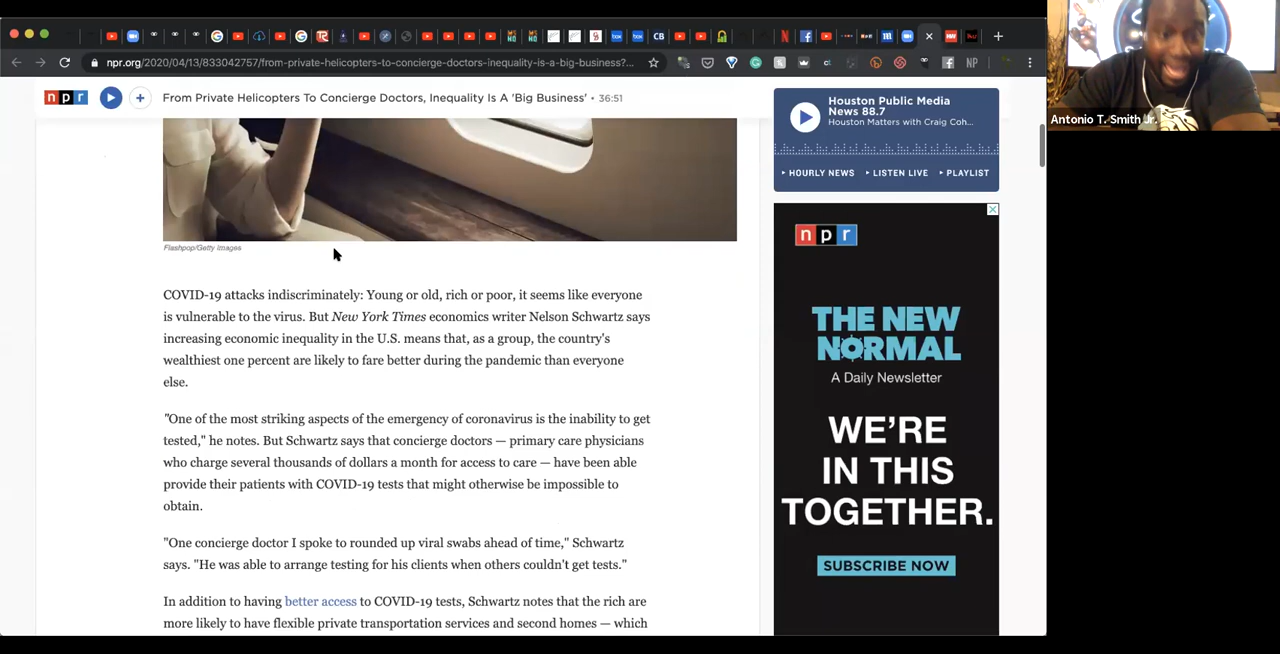 CB
N
npr.org/2020/04/13/833042757/from-private-helicopters-to-concierge-doctors-inequality-is-a-big-business?...
NP
npr
From Private Helicopters To Concierge Doctors, Inequality Is A 'Big Business' • 36:51
Houston Public Media
News 88.7
Houston Matters with Craig Coh...
HOURLY NEWS LISTEN LIVE PLAYLIST
Flashpop/Getty Images
COVID-19 attacks indiscriminately: Young or old, rich or poor, it seems like everyone
is vulnerable to the virus. But New York Times economics writer Nelson Schwartz says
increasing economic inequality in the U.S. means that, as a group, the country's
wealthiest one percent are likely to fare better during the pandemic than everyone
else.
"One of the most striking aspects of the emergency of coronavirus is the inability to get
tested," he notes. But Schwartz says that concierge doctors — primary care physicians
who charge several thousands of dollars a month for access to care — have been able
provide their patients with COVID-19 tests that might otherwise be impossible to
obtain.
"One concierge doctor I spoke to rounded up viral swabs ahead of time," Schwartz
says. "He was able to arrange testing for his clients when others couldn't get tests."
In addition to having better access to COVID-19 tests, Schwartz notes that the rich are
more likely to have flexible private transportation services and second homes — which
npr
THE NEW
NORMAL
A Daily Newsletter
WE'RE
IN THIS
TOGETHER.
SUBSCRIBE NOW
Antonio T. Smith Jr.